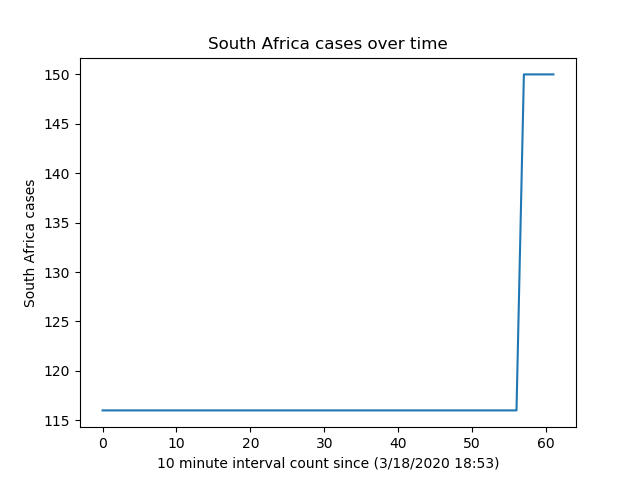 South Africa cases over time
150
145
140
135
130
125
120
115
South Africa cases
0 10 20 30 40 50 60
10 minute interval count since (3/18/2020 18:53)